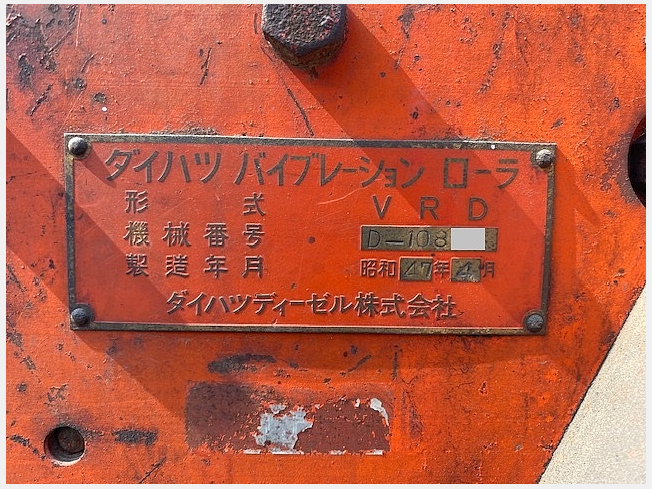 ダイハツ バイブレーション ローラ
形式 VRD
機械番号 D-108
製造年月 昭和47年4月
ダイハツディーゼル株式会社